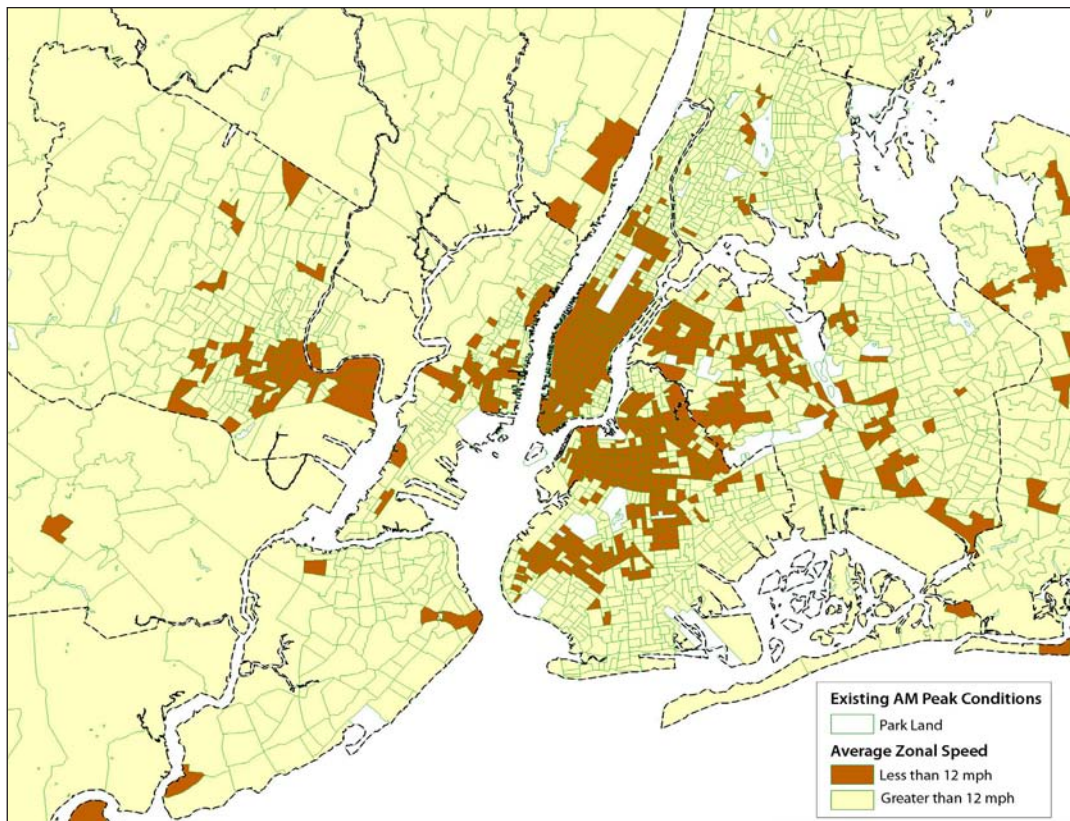 Existing AM Peak Conditions
Park Land
Average Zonal Speed
Less than 12 mph
Greater than 12 mph